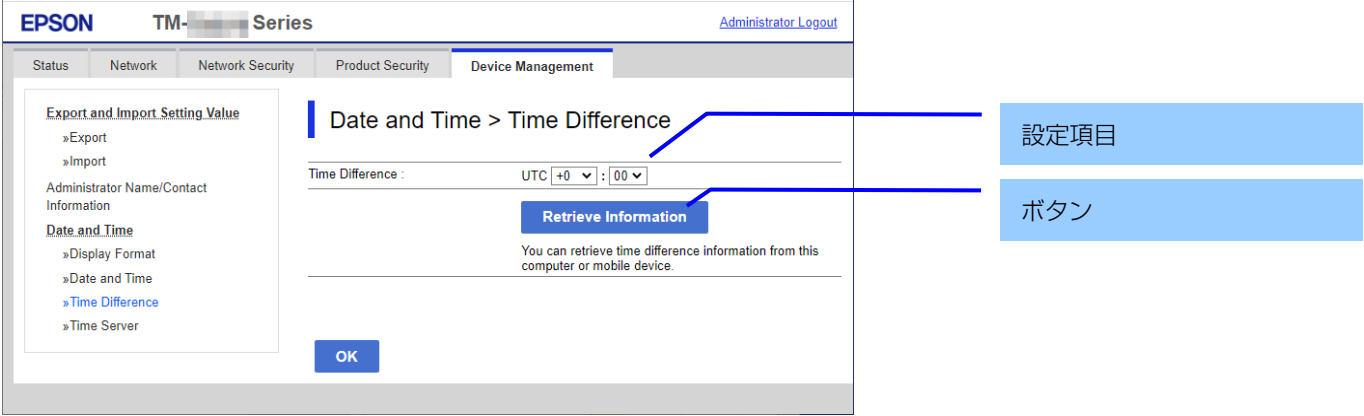 EPSON TM- Series Administrator Logout
Status Network Network Security Product Security Device Management
Export and Import Setting Value
»Export
»Import
Administrator Name/Contact
Information
Date and Time
»Display Format
»Date and Time
»Time Difference
»Time Server
Date and Time > Time Difference
Time Difference : UTC +0 : 00
Retrieve Information
You can retrieve time difference information from this
computer or mobile device.
OK
設定項目
ボタン